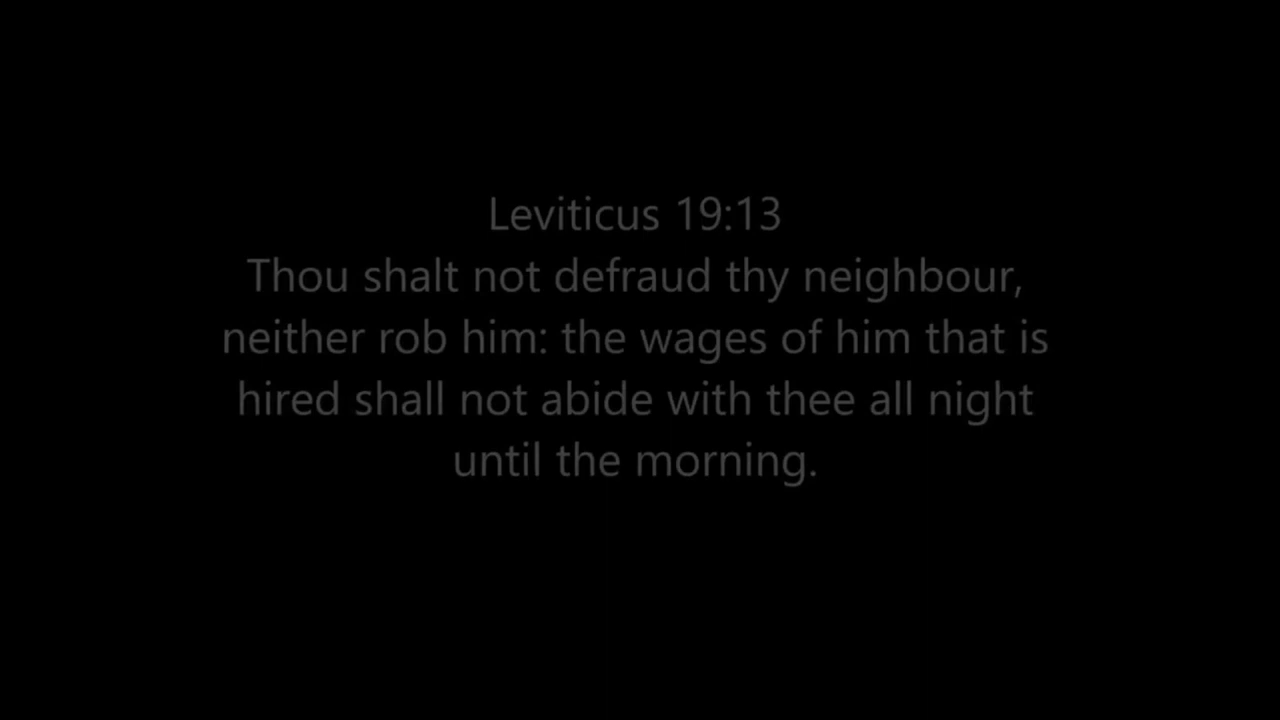 Leviticus 19:13
Thou shalt not defraud thy neighbour,
neither rob him: the wages of him that is
hired shall not abide with thee all night
until the morning.